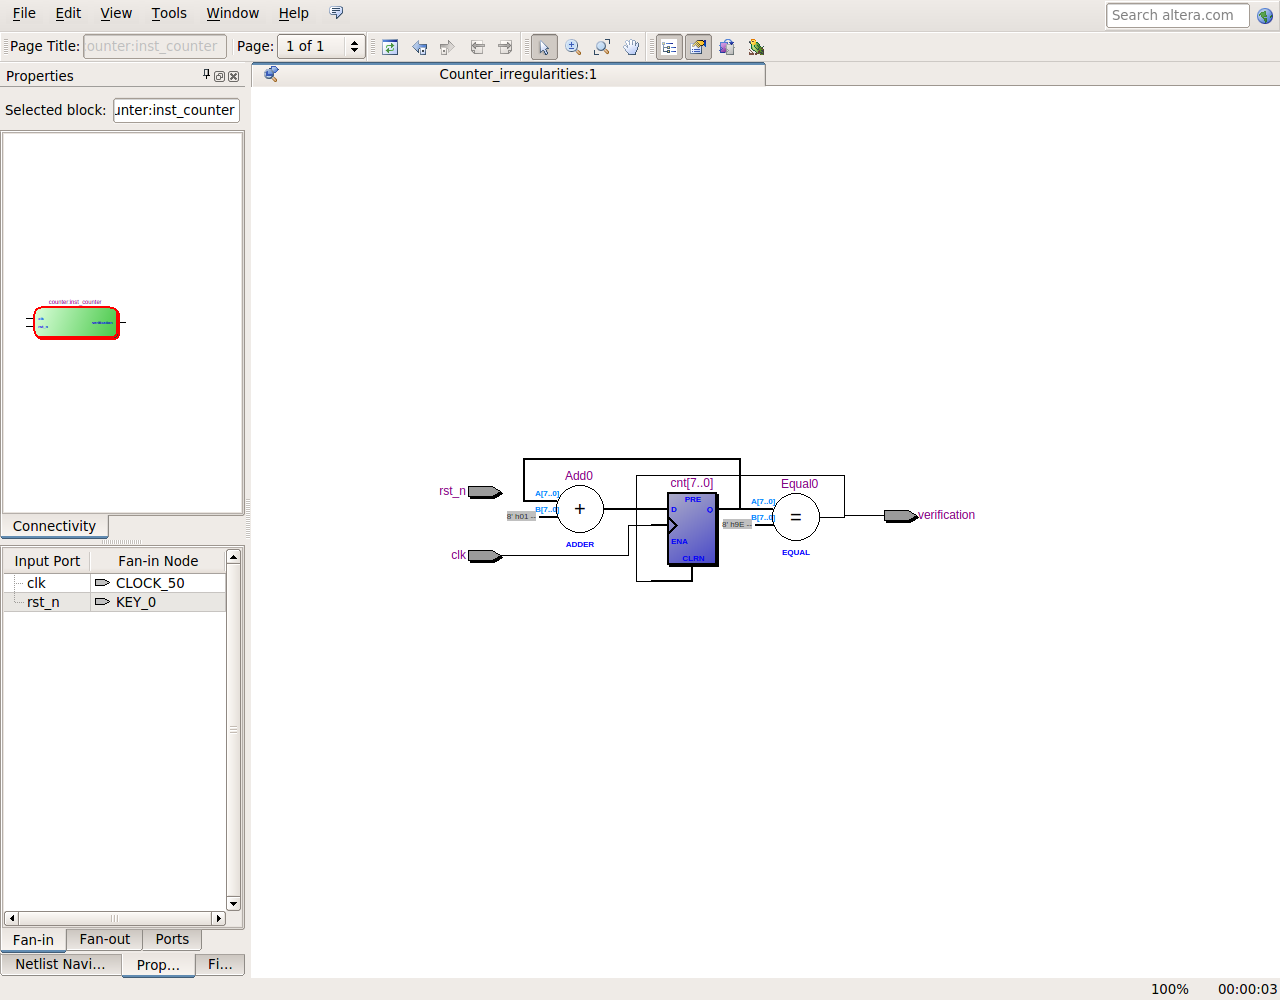 File Edit View Tools Window Help
Search altera.com
Page Title: ounter:inst_counter Page: 1 of 1
Properties
Counter_irregularities:1
Selected block: unter:inst_counter
counter:inst_counter
clk
rst_n
Connectivity
Input Port Fan-in Node
clk CLOCK_50
rst_n KEY_0
Fan-in Fan-out Ports
Netlist Navi... Prop... Fi...
rst_n
clk
Add0
A[7..0]
B[7..0]
8' h01 --
+
ADDER
cnt[7..0]
PRE
D Q
ENA
CLRN
Equal0
A[7..0]
B[7..0]
8' h9E --
=
EQUAL
verification
100% 00:00:03